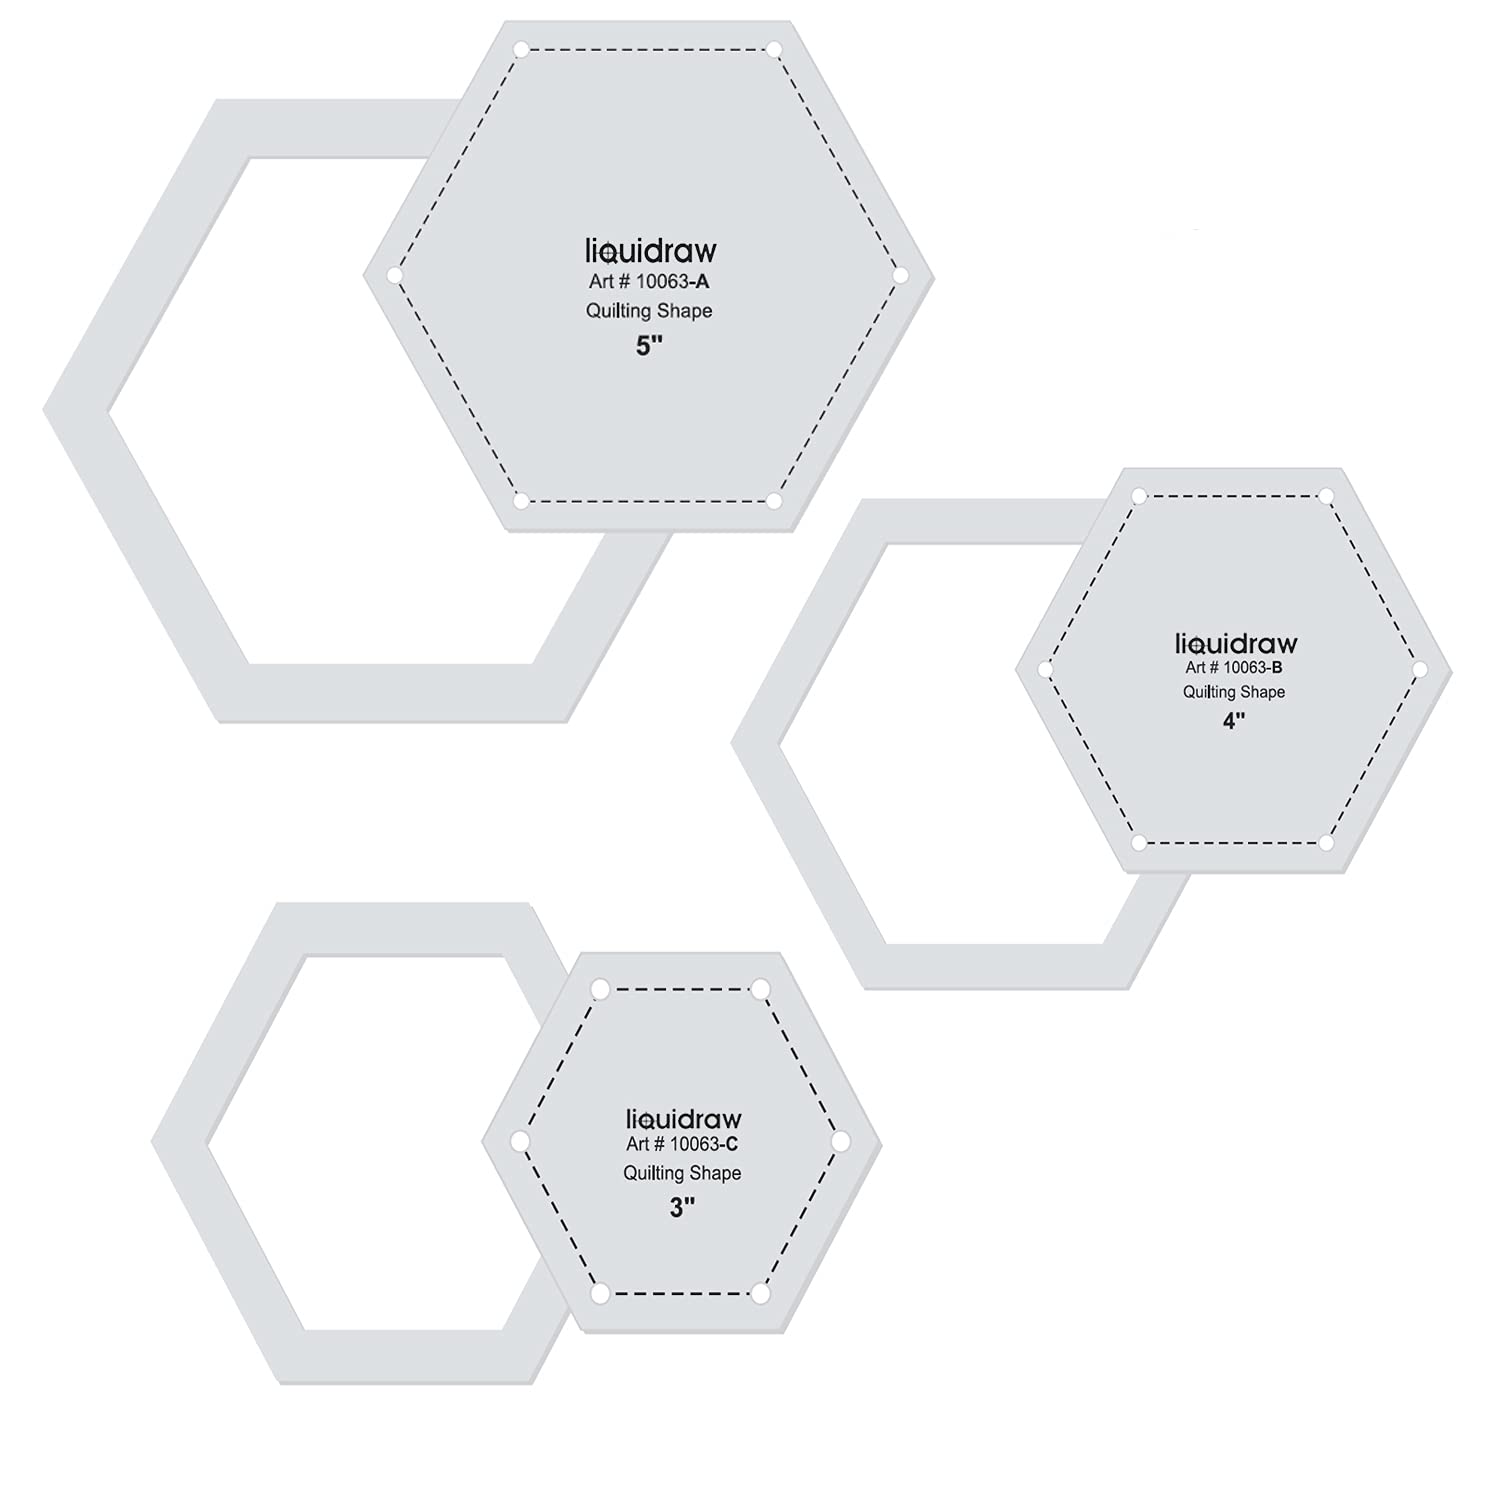 liquidraw
Art # 10063-A
Quilting Shape
5"
liquidraw
Art # 10063-B
Quilting Shape
4"
liquidraw
Art # 10063-C
Quilting Shape
3"